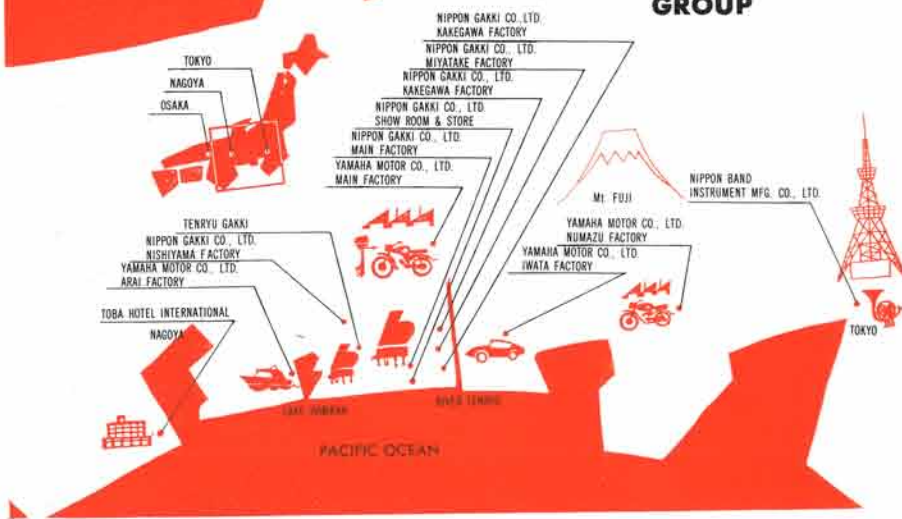 GROUP
NIPPON GAKKI CO., LTD.
KAKEGAWA FACTORY
NIPPON GAKKI CO., LTD.
MIYATAKE FACTORY
NIPPON GAKKI CO., LTD.
KAKEGAWA FACTORY
NIPPON GAKKI CO., LTD.
SHOW ROOM & STORE
NIPPON GAKKI CO., LTD.
MAIN FACTORY
YAMAHA MOTOR CO., LTD.
MAIN FACTORY
TOKYO
NAGOYA
OSAKA
Mt. FUJI
NIPPON BAND
INSTRUMENT MFG. CO., LTD.
TENRYU GAKKI
NIPPON GAKKI CO., LTD.
NISHIYAMA FACTORY
YAMAHA MOTOR CO., LTD.
ARAI FACTORY
TOBA HOTEL INTERNATIONAL
NAGOYA
YAMAHA MOTOR CO., LTD.
NUMAZU FACTORY
YAMAHA MOTOR CO., LTD.
IWATA FACTORY
TOKYO
LAKE HAMANA
RIVER TENRYU
PACIFIC OCEAN